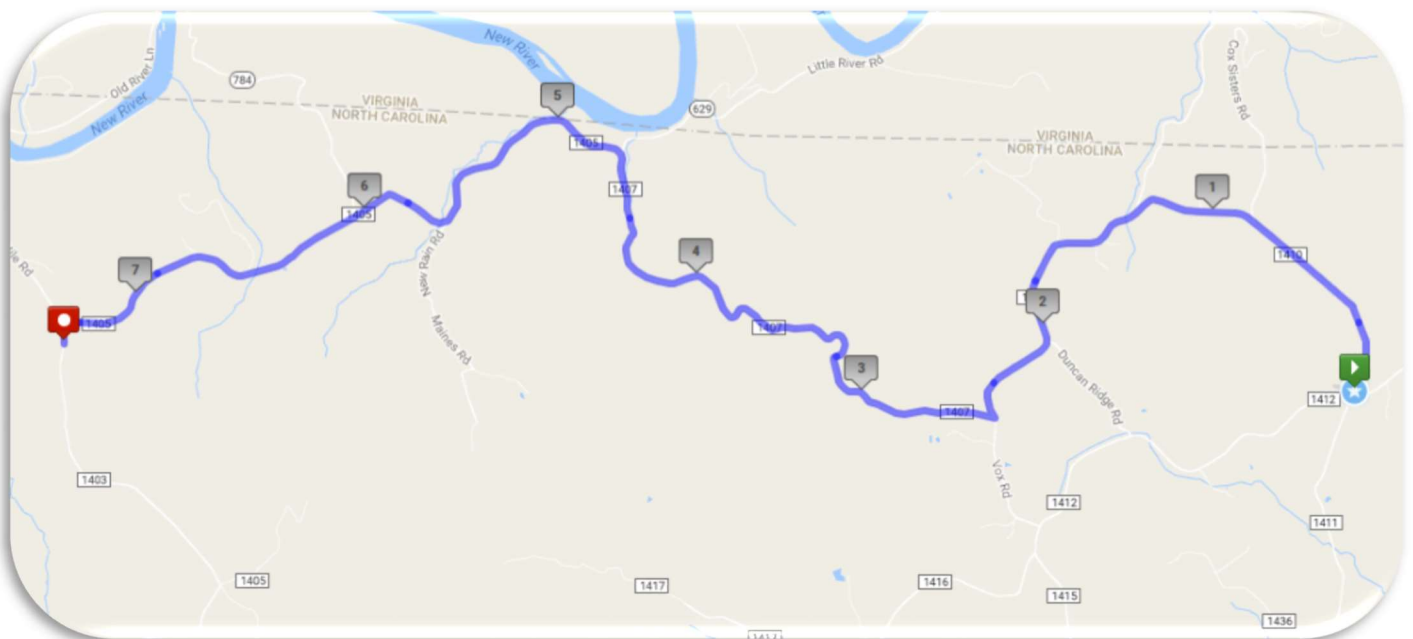 Old River Ln
New River
784
VIRGINIA
NORTH CAROLINA
New River
5
1405
629
Little River Rd
Cox Sisters Rd
VIRGINIA
NORTH CAROLINA
1
1410
6
1405
1407
New Rain Rd
Maines Rd
4
1407
2
3
1407
Duncan Ridge Rd
1412
7
1405
1403
Vox Rd
1412
1411
1405
1417
1416
1415
1436